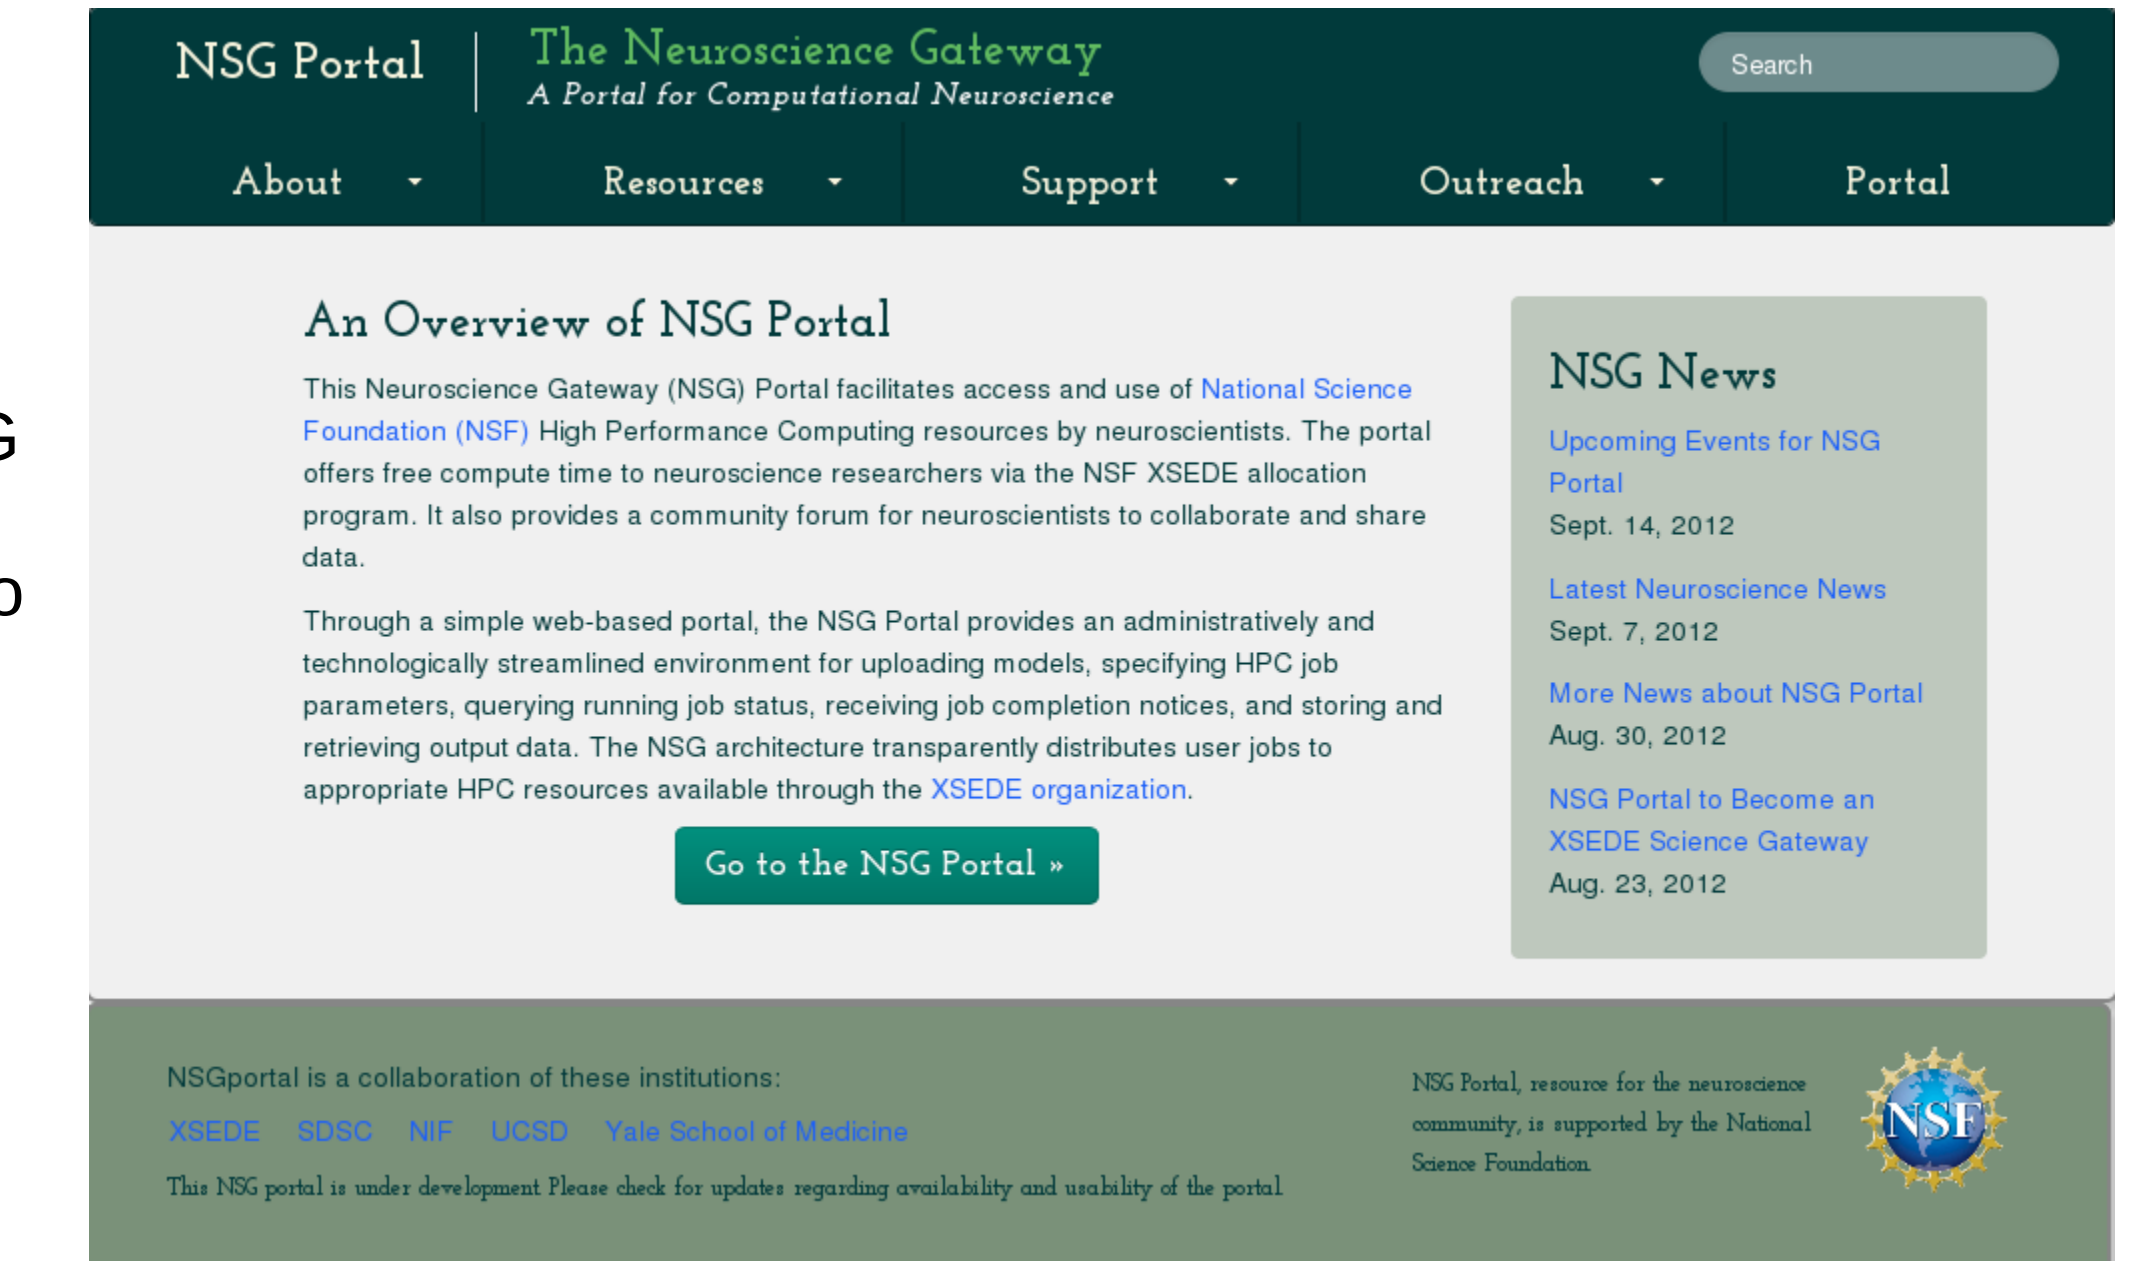 NSG Portal
The Neuroscience Gateway
A Portal for Computational Neuroscience
Search
About
Resources
Support
Outreach
Portal
An Overview of NSG Portal
This Neuroscience Gateway (NSG) Portal facilitates access and use of National Science
Foundation (NSF) High Performance Computing resources by neuroscientists. The portal
offers free compute time to neuroscience researchers via the NSF XSEDE allocation
program. It also provides a community forum for neuroscientists to collaborate and share
data.
Through a simple web-based portal, the NSG Portal provides an administratively and
technologically streamlined environment for uploading models, specifying HPC job
parameters, querying running job status, receiving job completion notices, and storing and
retrieving output data. The NSG architecture transparently distributes user jobs to
appropriate HPC resources available through the XSEDE organization.
Go to the NSG Portal »
NSG News
Upcoming Events for NSG
Portal
Sept. 14, 2012
Latest Neuroscience News
Sept. 7, 2012
More News about NSG Portal
Aug. 30, 2012
NSG Portal to Become an
XSEDE Science Gateway
Aug. 23, 2012
NSGportal is a collaboration of these institutions:
XSEDE SDSC NIF UCSD Yale School of Medicine
This NSG portal is under development. Please check for updates regarding availability and usability of the portal.
NSG Portal, resource for the neuroscience
community, is supported by the National
Science Foundation.
NSF